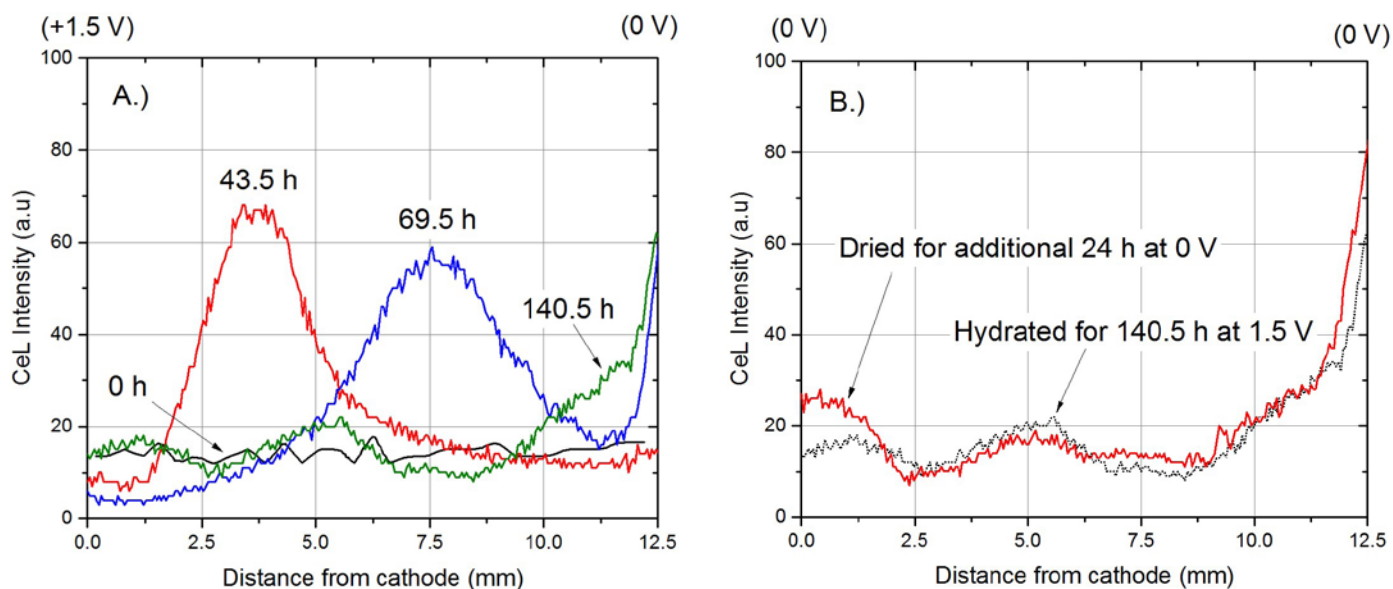 (+1.5 V)
(0 V)
A.)
43.5 h
69.5 h
140.5 h
0 h
CeL Intensity (a.u)
100
80
60
40
20
0
0.0
2.5
5.0
7.5
10.0
12.5
Distance from cathode (mm)
(0 V)
(0 V)
B.)
Dried for additional 24 h at 0 V
Hydrated for 140.5 h at 1.5 V
CeL Intensity (a.u)
100
80
60
40
20
0
0.0
2.5
5.0
7.5
10.0
12.5
Distance from cathode (mm)